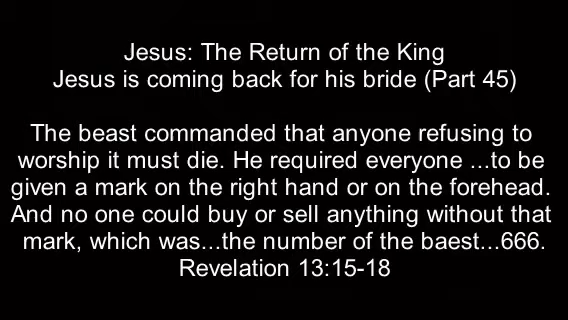 Jesus: The Return of the King
Jesus is coming back for his bride (Part 45)
The beast commanded that anyone refusing to
worship it must die. He required everyone ...to be
given a mark on the right hand or on the forehead.
And no one could buy or sell anything without that
mark, which was...the number of the baest...666.
Revelation 13:15-18